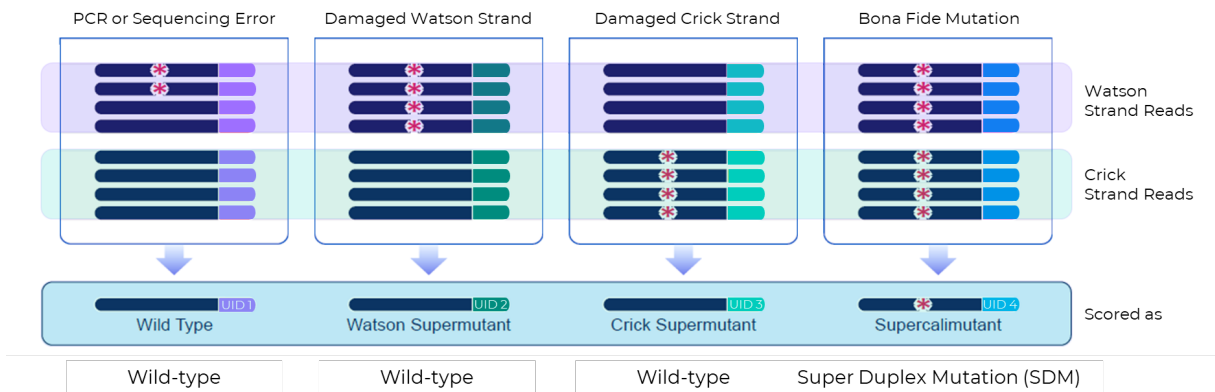 PCR or Sequencing Error
Damaged Watson Strand
Damaged Crick Strand
Bona Fide Mutation
Watson
Strand Reads
Crick
Strand Reads
UID 1
UID 2
UID 3
UID 4
Wild Type
Watson Supermutant
Crick Supermutant
Supercalimutant
Scored as
Wild-type
Wild-type
Wild-type
Super Duplex Mutation (SDM)